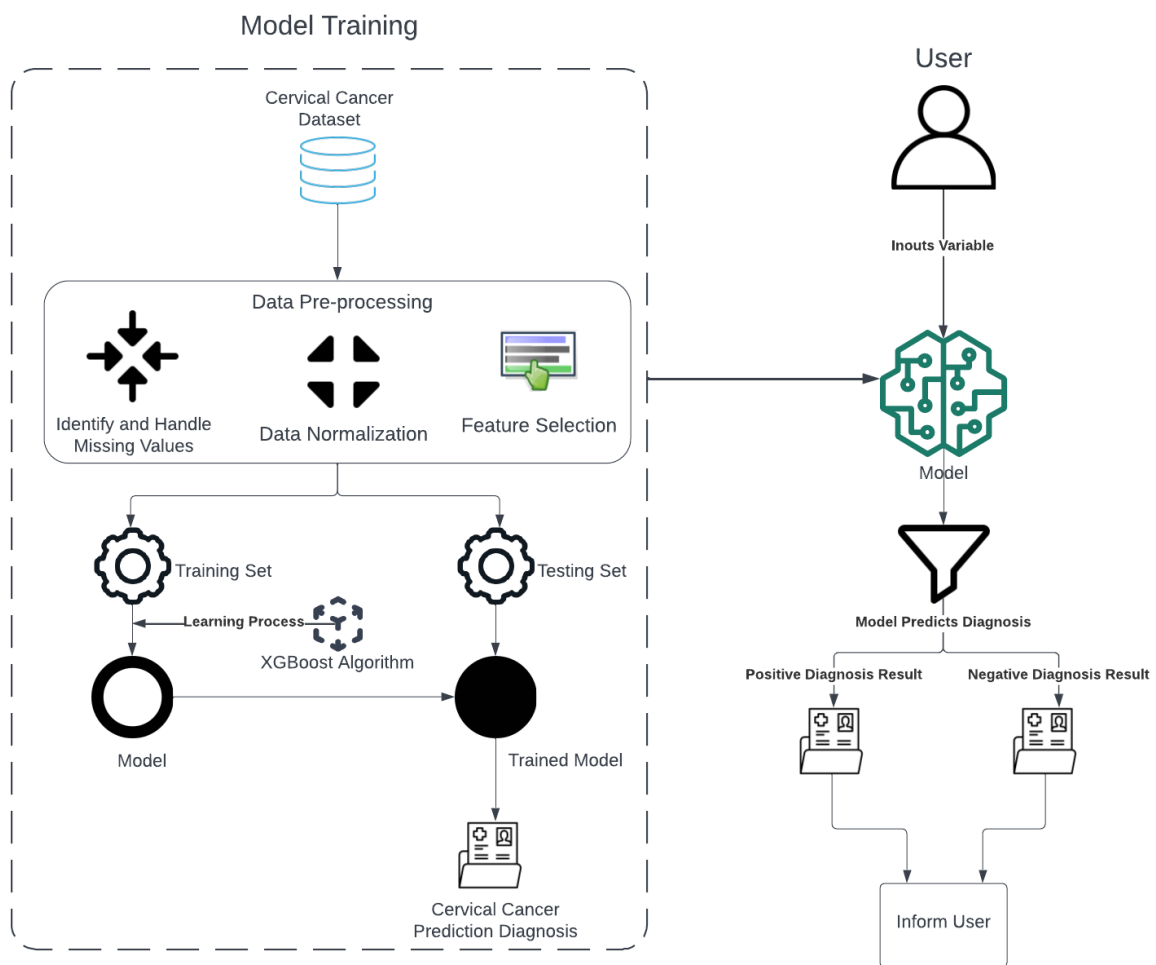 Model Training
Cervical Cancer
Dataset
Data Pre-processing
Identify and Handle
Missing Values
Data Normalization
Feature Selection
Training Set
Testing Set
Learning Process
XGBoost Algorithm
Model
Trained Model
Cervical Cancer
Prediction Diagnosis
User
Inouts Variable
Model
Model Predicts Diagnosis
Positive Diagnosis Result
Negative Diagnosis Result
Inform User